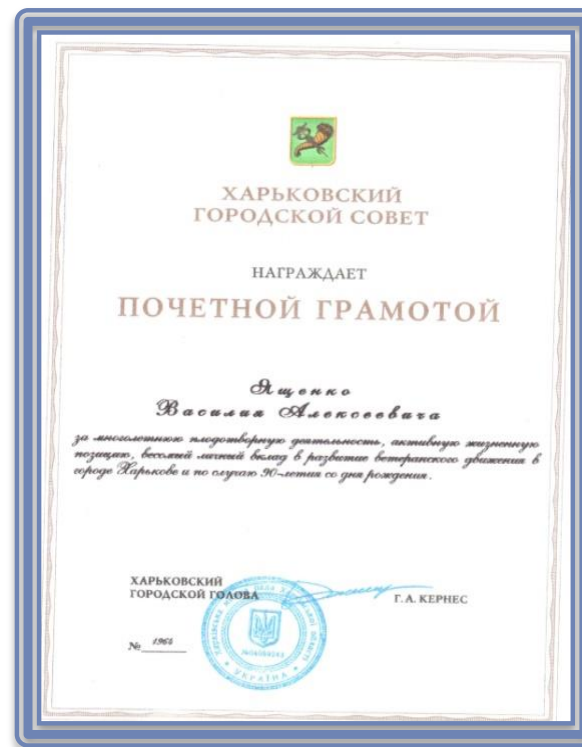 ХАРЬКОВСКИЙ
ГОРОДСКОЙ СОВЕТ
НАГРАЖДАЕТ
ПОЧЕТНОЙ ГРАМОТОЙ
Ященко
Василия Алексеевича
за многолетнюю плодотворную деятельность, активную жизненную
позицию, весомый личный вклад в развитие ветеранского движения в
городе Харькове и по случаю 90-летия со дня рождения.
ХАРЬКОВСКИЙ
ГОРОДСКОЙ ГОЛОВА
Г. А. КЕРНЕС
№ 1964
УКРАЇНА